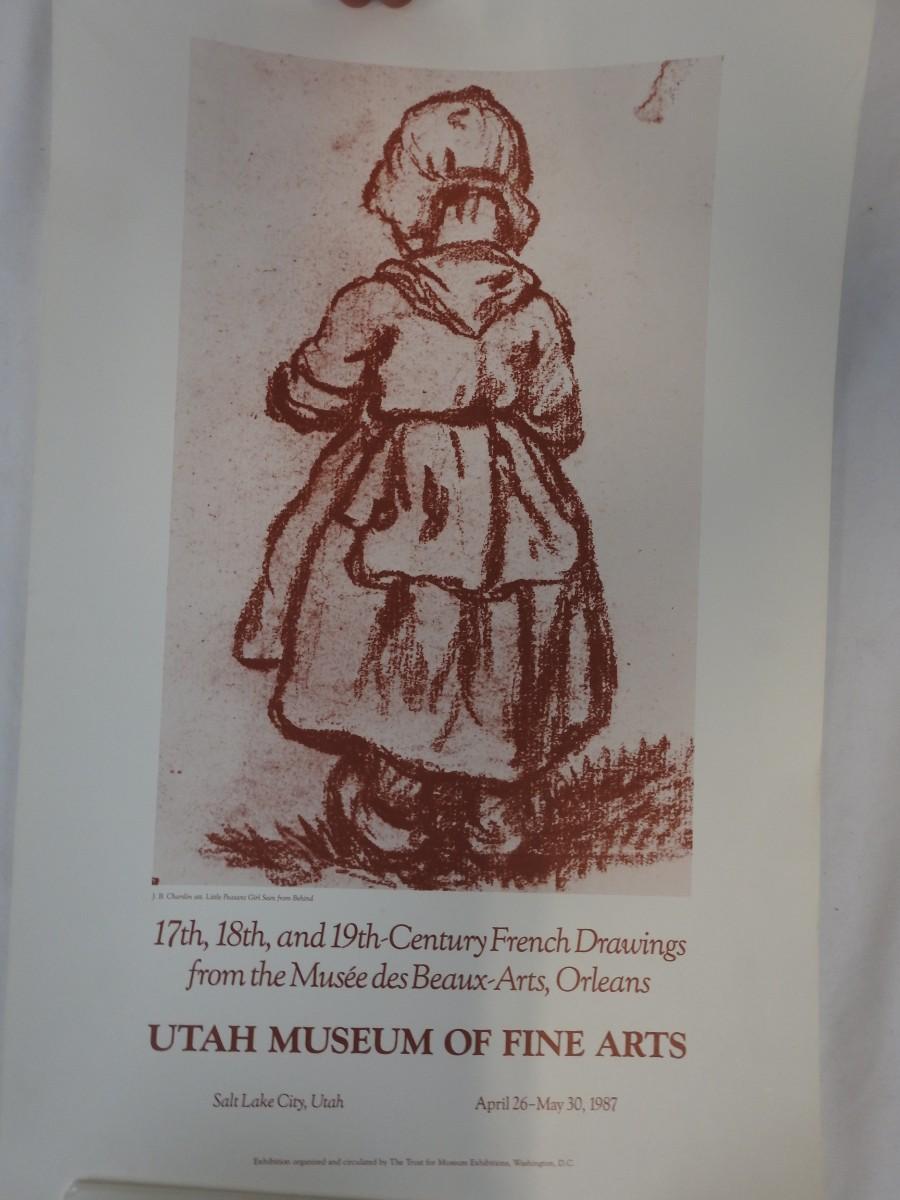 J. B. Chardin att. Little Peasant Girl Seen from Behind
17th, 18th, and 19th-Century French Drawings
from the Musée des Beaux-Arts, Orleans
UTAH MUSEUM OF FINE ARTS
Salt Lake City, Utah April 26–May 30, 1987
Exhibition organized and circulated by The Trust for Museum Exhibitions, Washington, D.C.